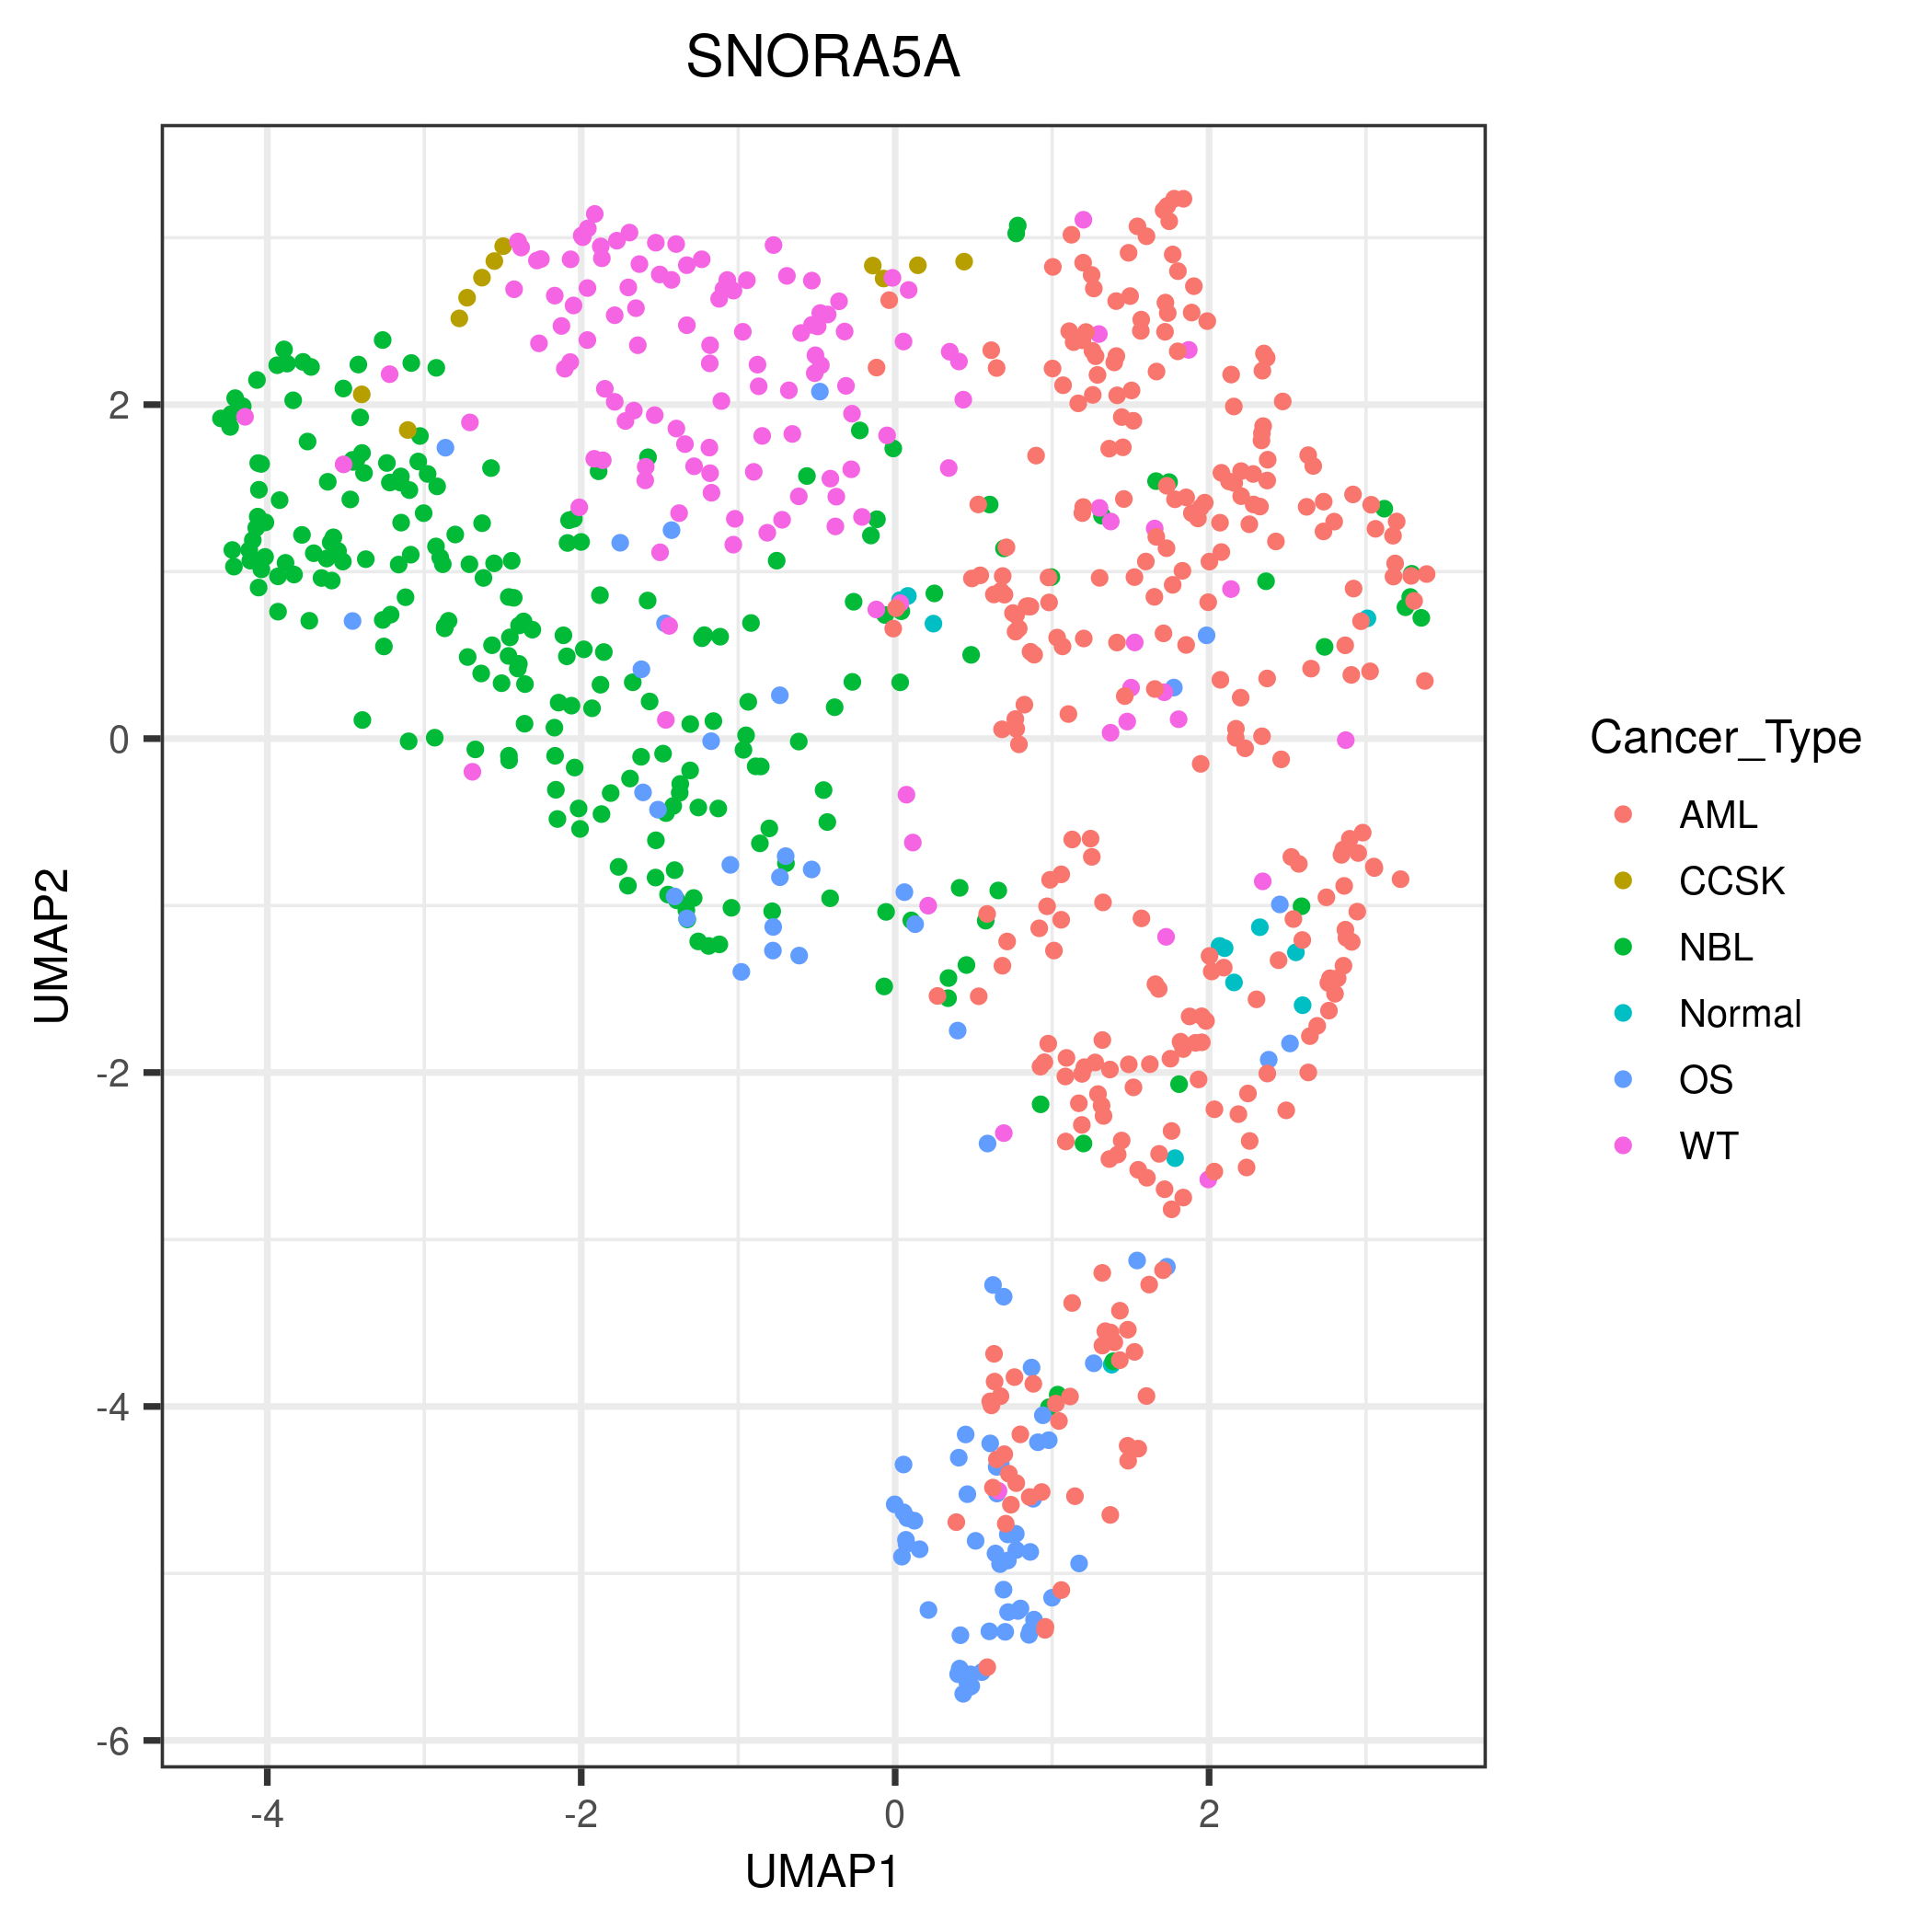 SNORA5A
2
0
-2
-4
-6
UMAP2
-4
-2
0
2
UMAP1
Cancer_Type
AML
CCSK
NBL
Normal
OS
WT